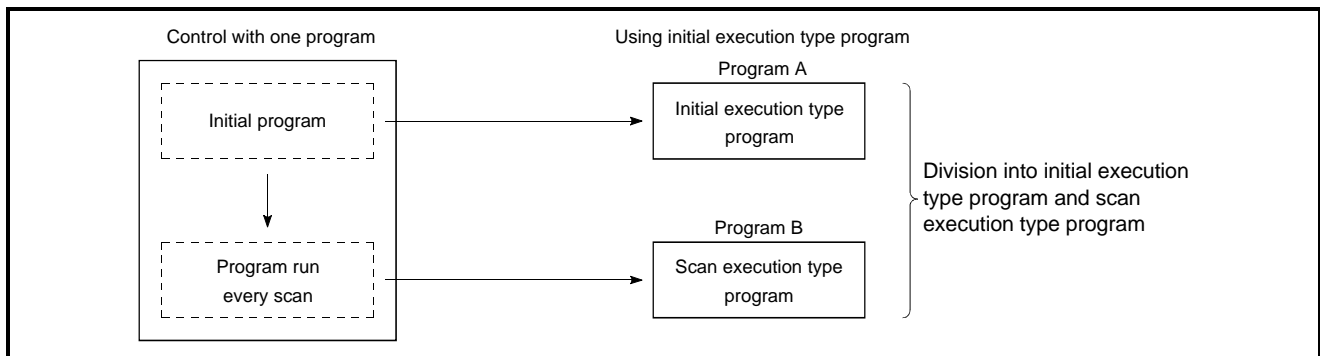 Control with one program
Initial program
Program run
every scan
Using initial execution type program
Program A
Initial execution type
program
Program B
Scan execution type
program
Division into initial execution
type program and scan
execution type program